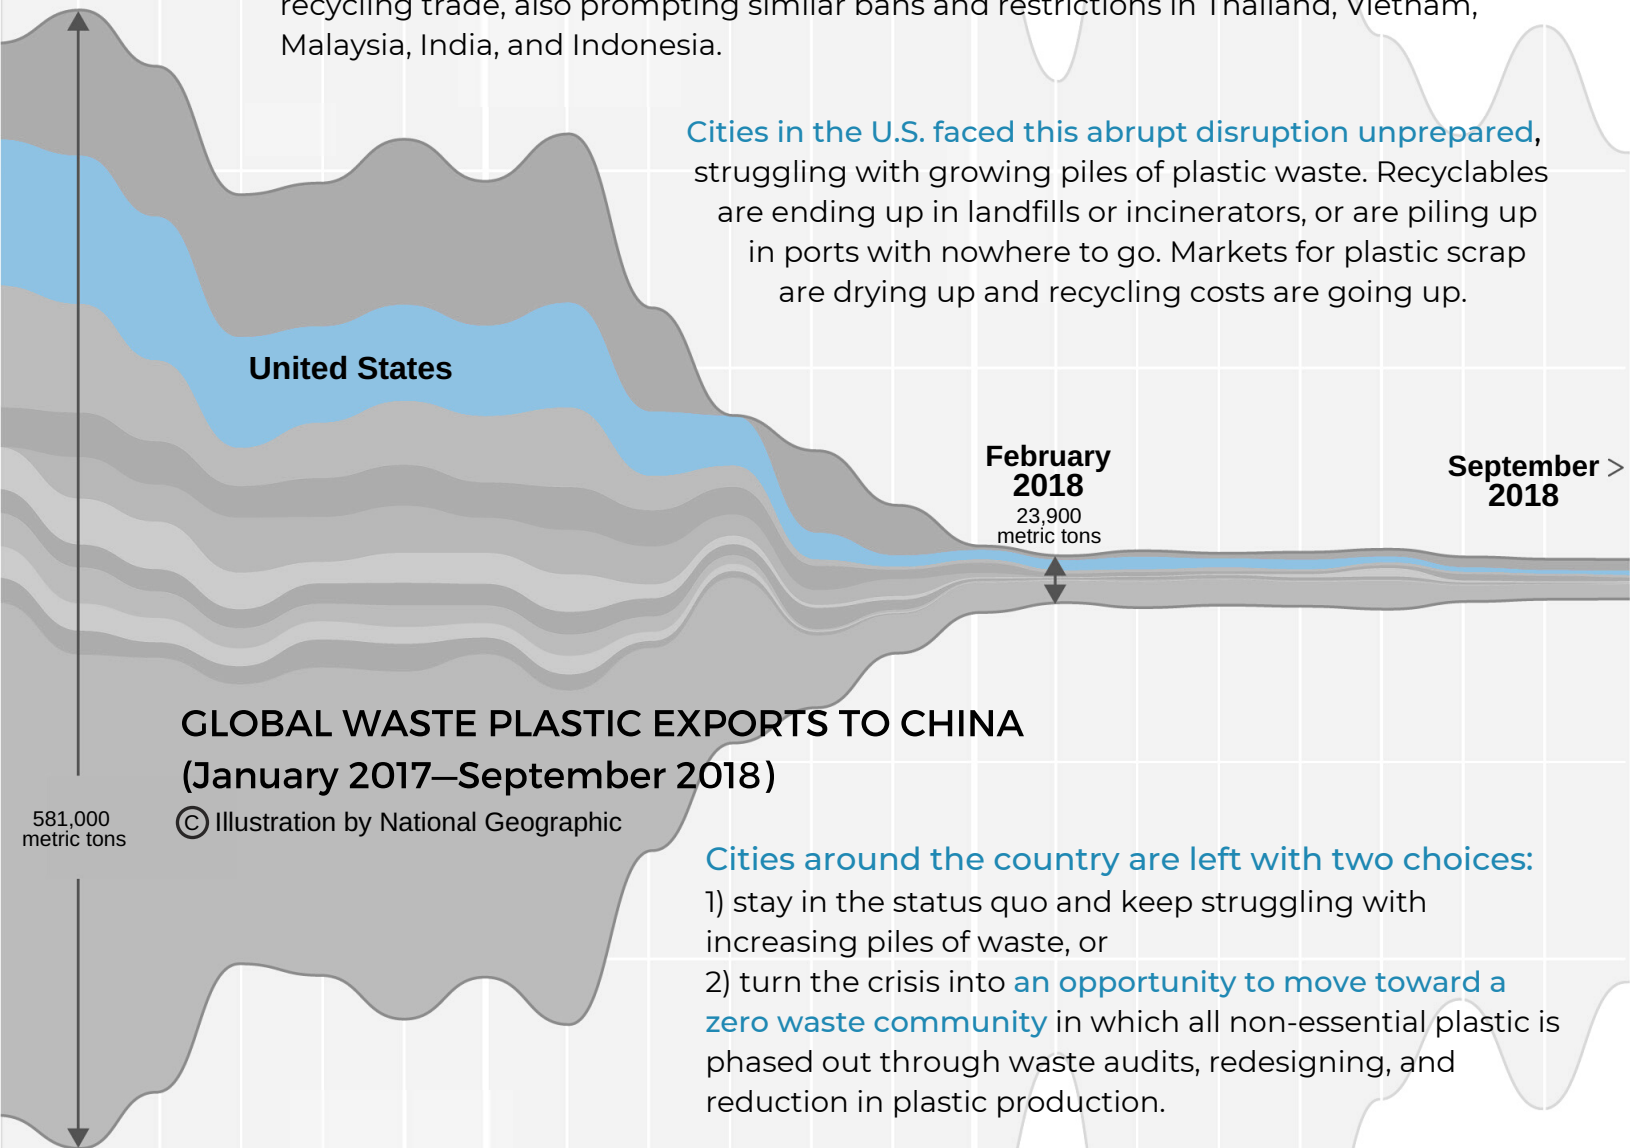 recycling trade, also prompting similar bans and restrictions in Thailand, Vietnam,
Malaysia, India, and Indonesia.
Cities in the U.S. faced this abrupt disruption unprepared,
struggling with growing piles of plastic waste. Recyclables
are ending up in landfills or incinerators, or are piling up
in ports with nowhere to go. Markets for plastic scrap
are drying up and recycling costs are going up.
United States
February
2018
23,900
metric tons
September >
2018
GLOBAL WASTE PLASTIC EXPORTS TO CHINA
(January 2017—September 2018)
© Illustration by National Geographic
581,000
metric tons
Cities around the country are left with two choices:
1) stay in the status quo and keep struggling with
increasing piles of waste, or
2) turn the crisis into an opportunity to move toward a
zero waste community in which all non-essential plastic is
phased out through waste audits, redesigning, and
reduction in plastic production.